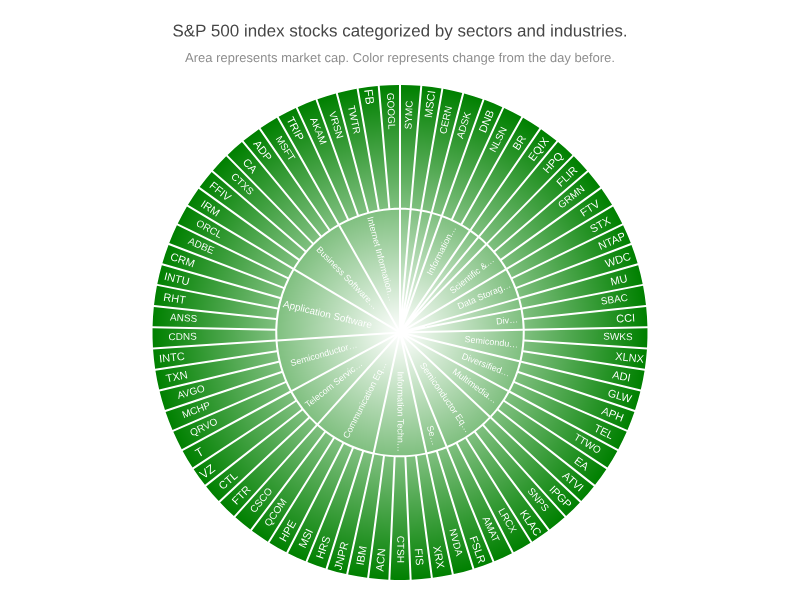 S&P 500 index stocks categorized by sectors and industries.
Area represents market cap. Color represents change from the day before.
SYMC
MSCI
CERN
ADSK
DNB
NLSN
BR
EQIX
HPQ
FLIR
GRMN
FTV
STX
NTAP
WDC
MU
SBAC
CCI
SWKS
XLNX
ADI
GLW
APH
TEL
TTWO
EA
ATVI
IPGP
SNPS
KLAC
LRCX
AMAT
FSLR
NVDA
XRX
FIS
CTSH
ACN
IBM
JNPR
HRS
MSI
HPE
QCOM
CSCO
FTR
CTL
VZ
T
QRVO
MCHP
AVGO
TXN
INTC
CDNS
ANSS
RHT
INTU
CRM
ADBE
ORCL
IRM
FFIV
CTXS
CA
ADP
MSFT
TRIP
AKAM
VRSN
TWTR
FB
GOOGL
Information…
Scientific &…
Data Storag…
Div…
Semicondu…
Diversified…
Multimedia…
Semiconductor Eq…
Se…
Information Techn…
Communication Eq…
Telecom Servic…
Semiconductor…
Application Software
Business Software
Internet Information…